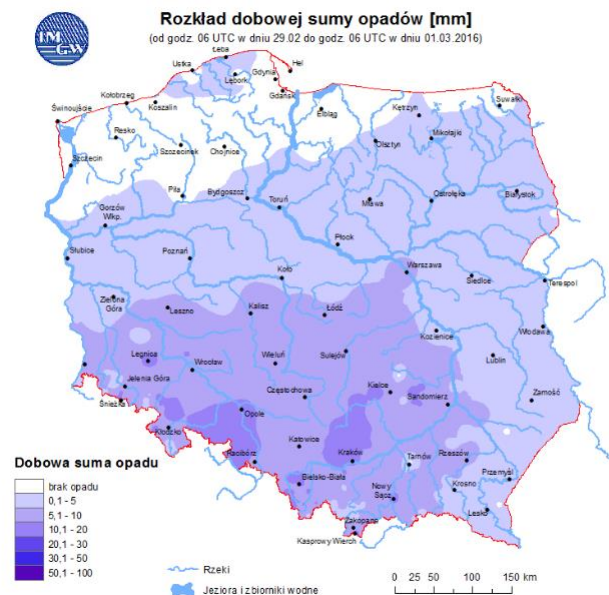 IM
GW
Rozkład dobowej sumy opadów [mm]
(od godz. 06 UTC w dniu 29.02 do godz. 06 UTC w dniu 01.03.2016)
Łeba
Ustka
Hel
Lębork
Gdynia
Gdańsk
Suwałki
Kołobrzeg
Koszalin
Elbląg
Kętrzyn
Świnoujście
Resko
Szczecinek
Chojnice
Olsztyn
Mikołajki
Szczecin
Piła
Bydgoszcz
Toruń
Mława
Ostrołęka
Białystok
Gorzów
Wkp.
Słubice
Poznań
Płock
Warszawa
Koło
Siedlce
Terespol
Zielona
Góra
Leszno
Kalisz
Łódź
Kozienice
Włodawa
Legnica
Wrocław
Wieluń
Sulejów
Lublin
Jelenia Góra
Śnieżka
Częstochowa
Kielce
Sandomierz
Zamość
Opole
Kłodzko
Racibórz
Katowice
Kraków
Tarnów
Rzeszów
Przemyśl
Bielsko-Biała
Nowy
Sącz
Krosno
Lesko
Zakopane
Kasprowy Wierch
Dobowa suma opadu
brak opadu
0,1 - 5
5,1 - 10
10,1 - 20
20,1 - 30
30,1 - 50
50,1 - 100
Rzeki
Jeziora i zbiorniki wodne
0 25 50 100 150 km